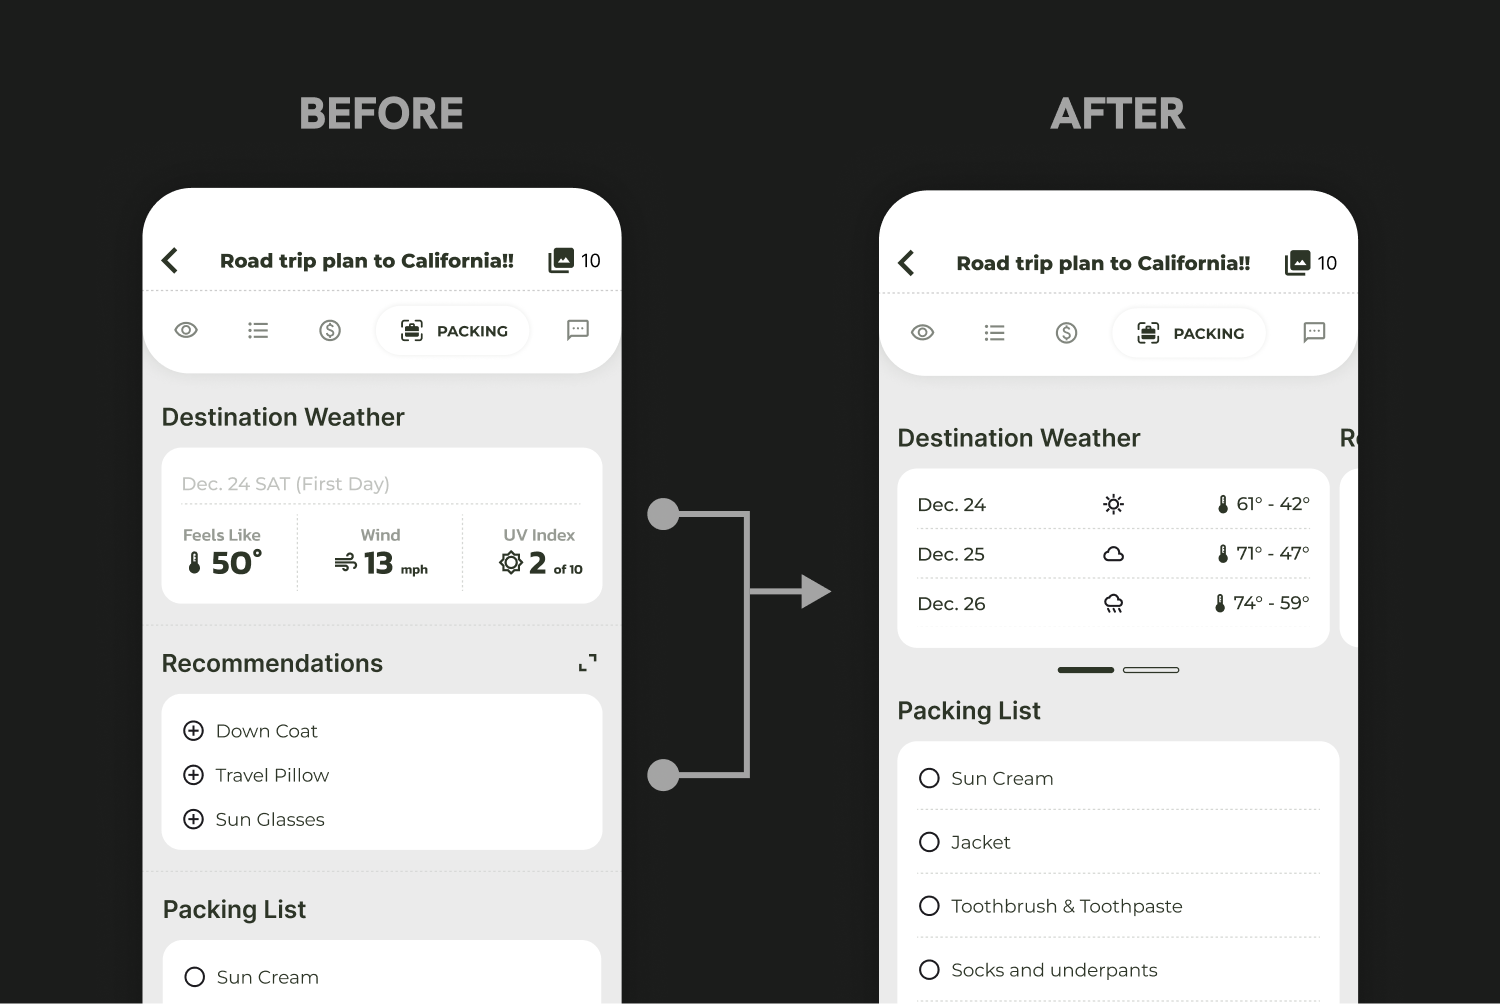 BEFORE
Road trip plan to California!!
10
PACKING
Destination Weather
Dec. 24 SAT (First Day)
Feels Like
Wind
UV Index
50°
13 mph
2 of 10
Recommendations
Down Coat
Travel Pillow
Sun Glasses
Packing List
Sun Cream
AFTER
Road trip plan to California!!
10
PACKING
Destination Weather
Dec. 24
61° - 42°
Dec. 25
71° - 47°
Dec. 26
74° - 59°
Packing List
Sun Cream
Jacket
Toothbrush & Toothpaste
Socks and underpants